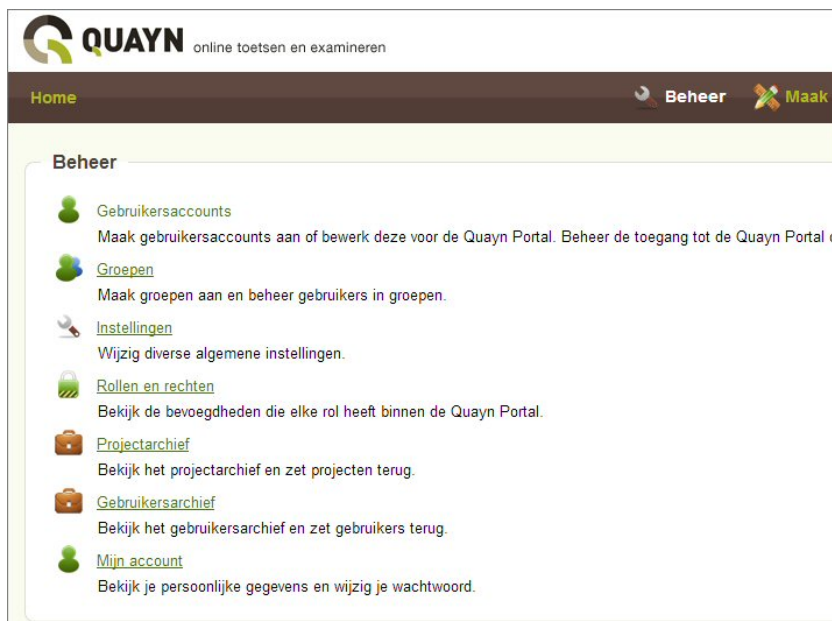 QUAYN online toetsen en examineren
Home Beheer Maak
Beheer
Gebruikersaccounts
Maak gebruikersaccounts aan of bewerk deze voor de Quayn Portal. Beheer de toegang tot de Quayn Portal
Groepen
Maak groepen aan en beheer gebruikers in groepen.
Instellingen
Wijzig diverse algemene instellingen.
Rollen en rechten
Bekijk de bevoegdheden die elke rol heeft binnen de Quayn Portal.
Projectarchief
Bekijk het projectarchief en zet projecten terug.
Gebruikersarchief
Bekijk het gebruikersarchief en zet gebruikers terug.
Mijn account
Bekijk je persoonlijke gegevens en wijzig je wachtwoord.